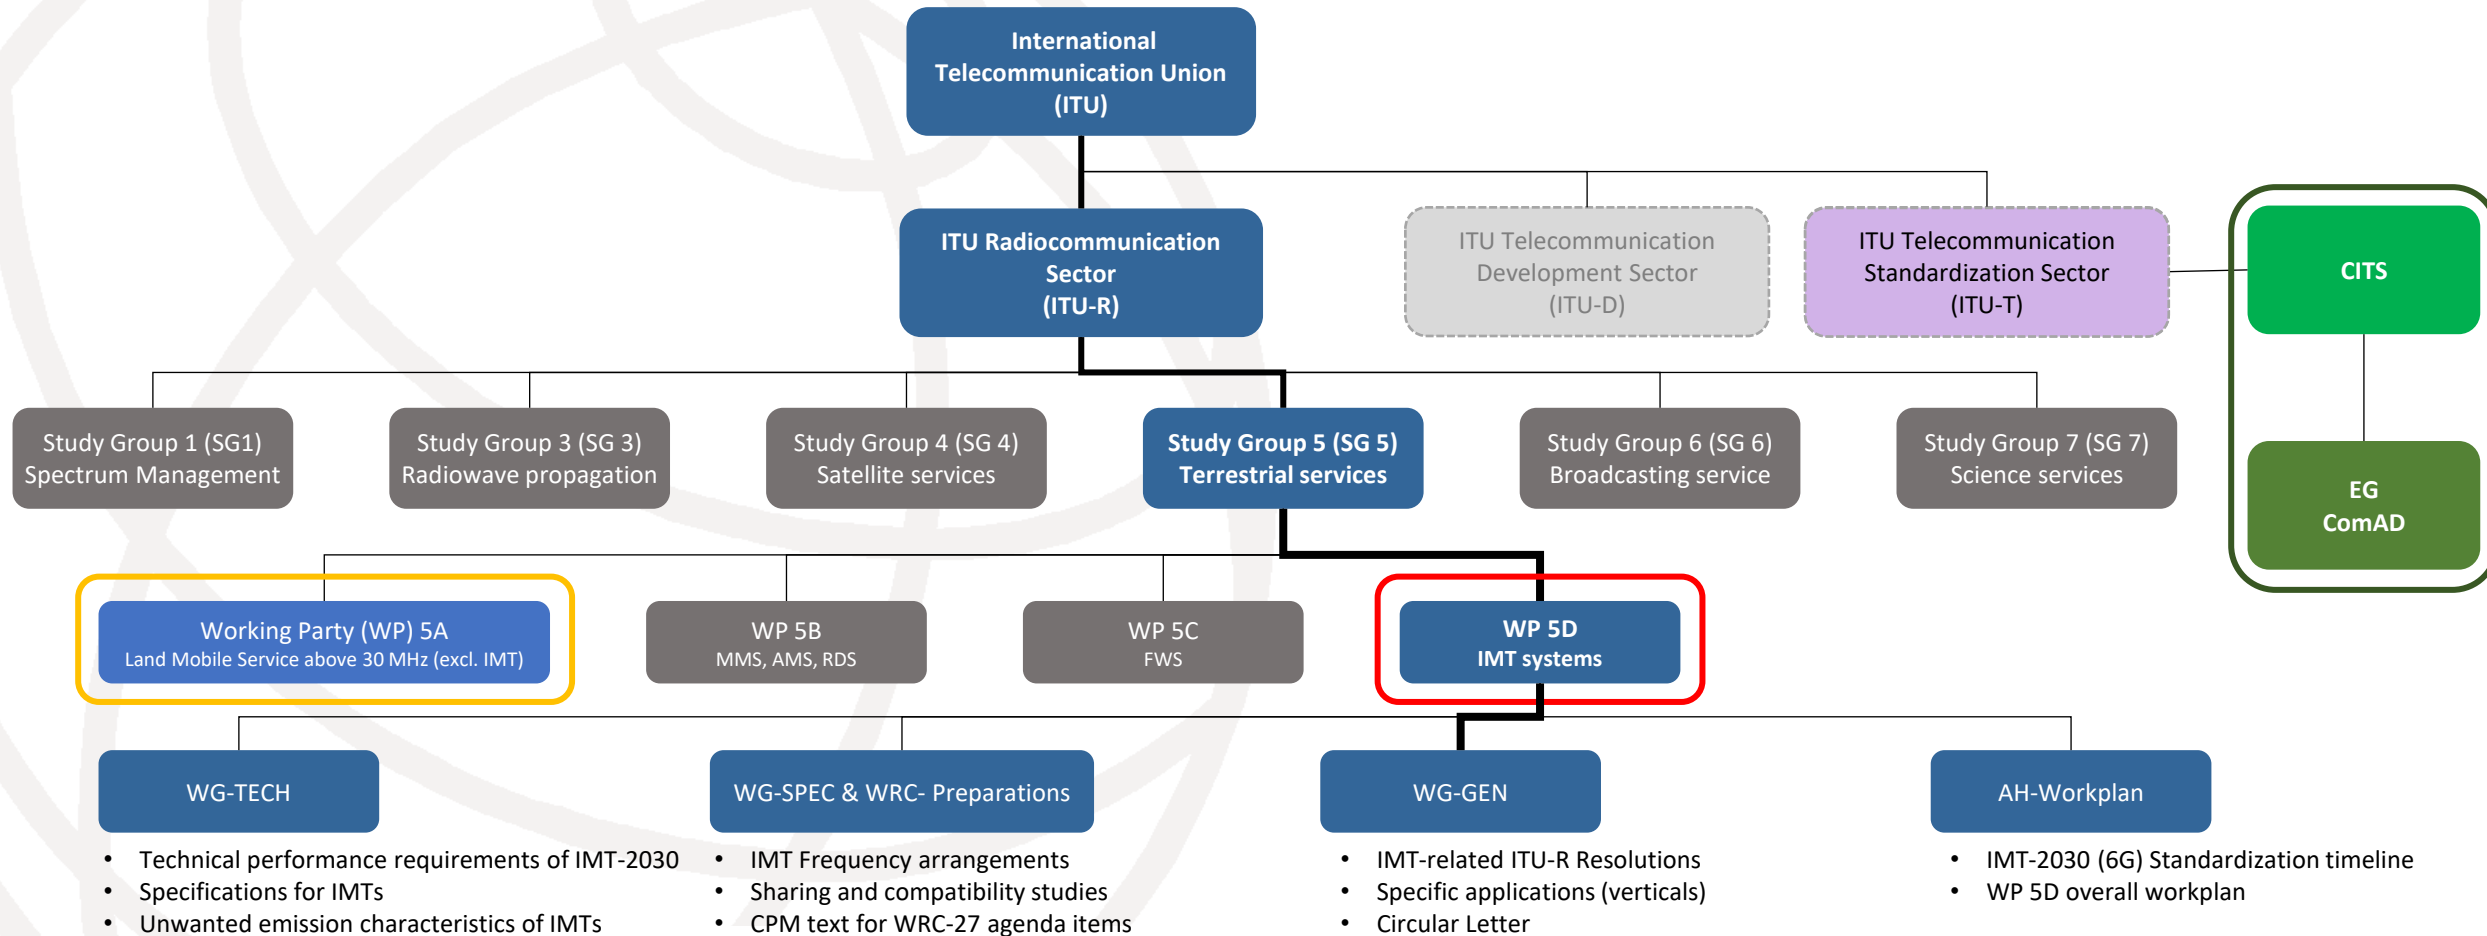 International
Telecommunication Union
(ITU)
ITU Radiocommunication
Sector
(ITU-R)
ITU Telecommunication
Development Sector
(ITU-D)
ITU Telecommunication
Standardization Sector
(ITU-T)
CITS
EG
ComAD
Study Group 1 (SG1)
Spectrum Management
Study Group 3 (SG 3)
Radiowave propagation
Study Group 4 (SG 4)
Satellite services
Study Group 5 (SG 5)
Terrestrial services
Study Group 6 (SG 6)
Broadcasting service
Study Group 7 (SG 7)
Science services
Working Party (WP) 5A
Land Mobile Service above 30 MHz (excl. IMT)
WP 5B
MMS, AMS, RDS
WP 5C
FWS
WP 5D
IMT systems
WG-TECH
• Technical performance requirements of IMT-2030
• Specifications for IMTs
• Unwanted emission characteristics of IMTs
WG-SPEC & WRC- Preparations
• IMT Frequency arrangements
• Sharing and compatibility studies
• CPM text for WRC-27 agenda items
WG-GEN
• IMT-related ITU-R Resolutions
• Specific applications (verticals)
• Circular Letter
AH-Workplan
• IMT-2030 (6G) Standardization timeline
• WP 5D overall workplan